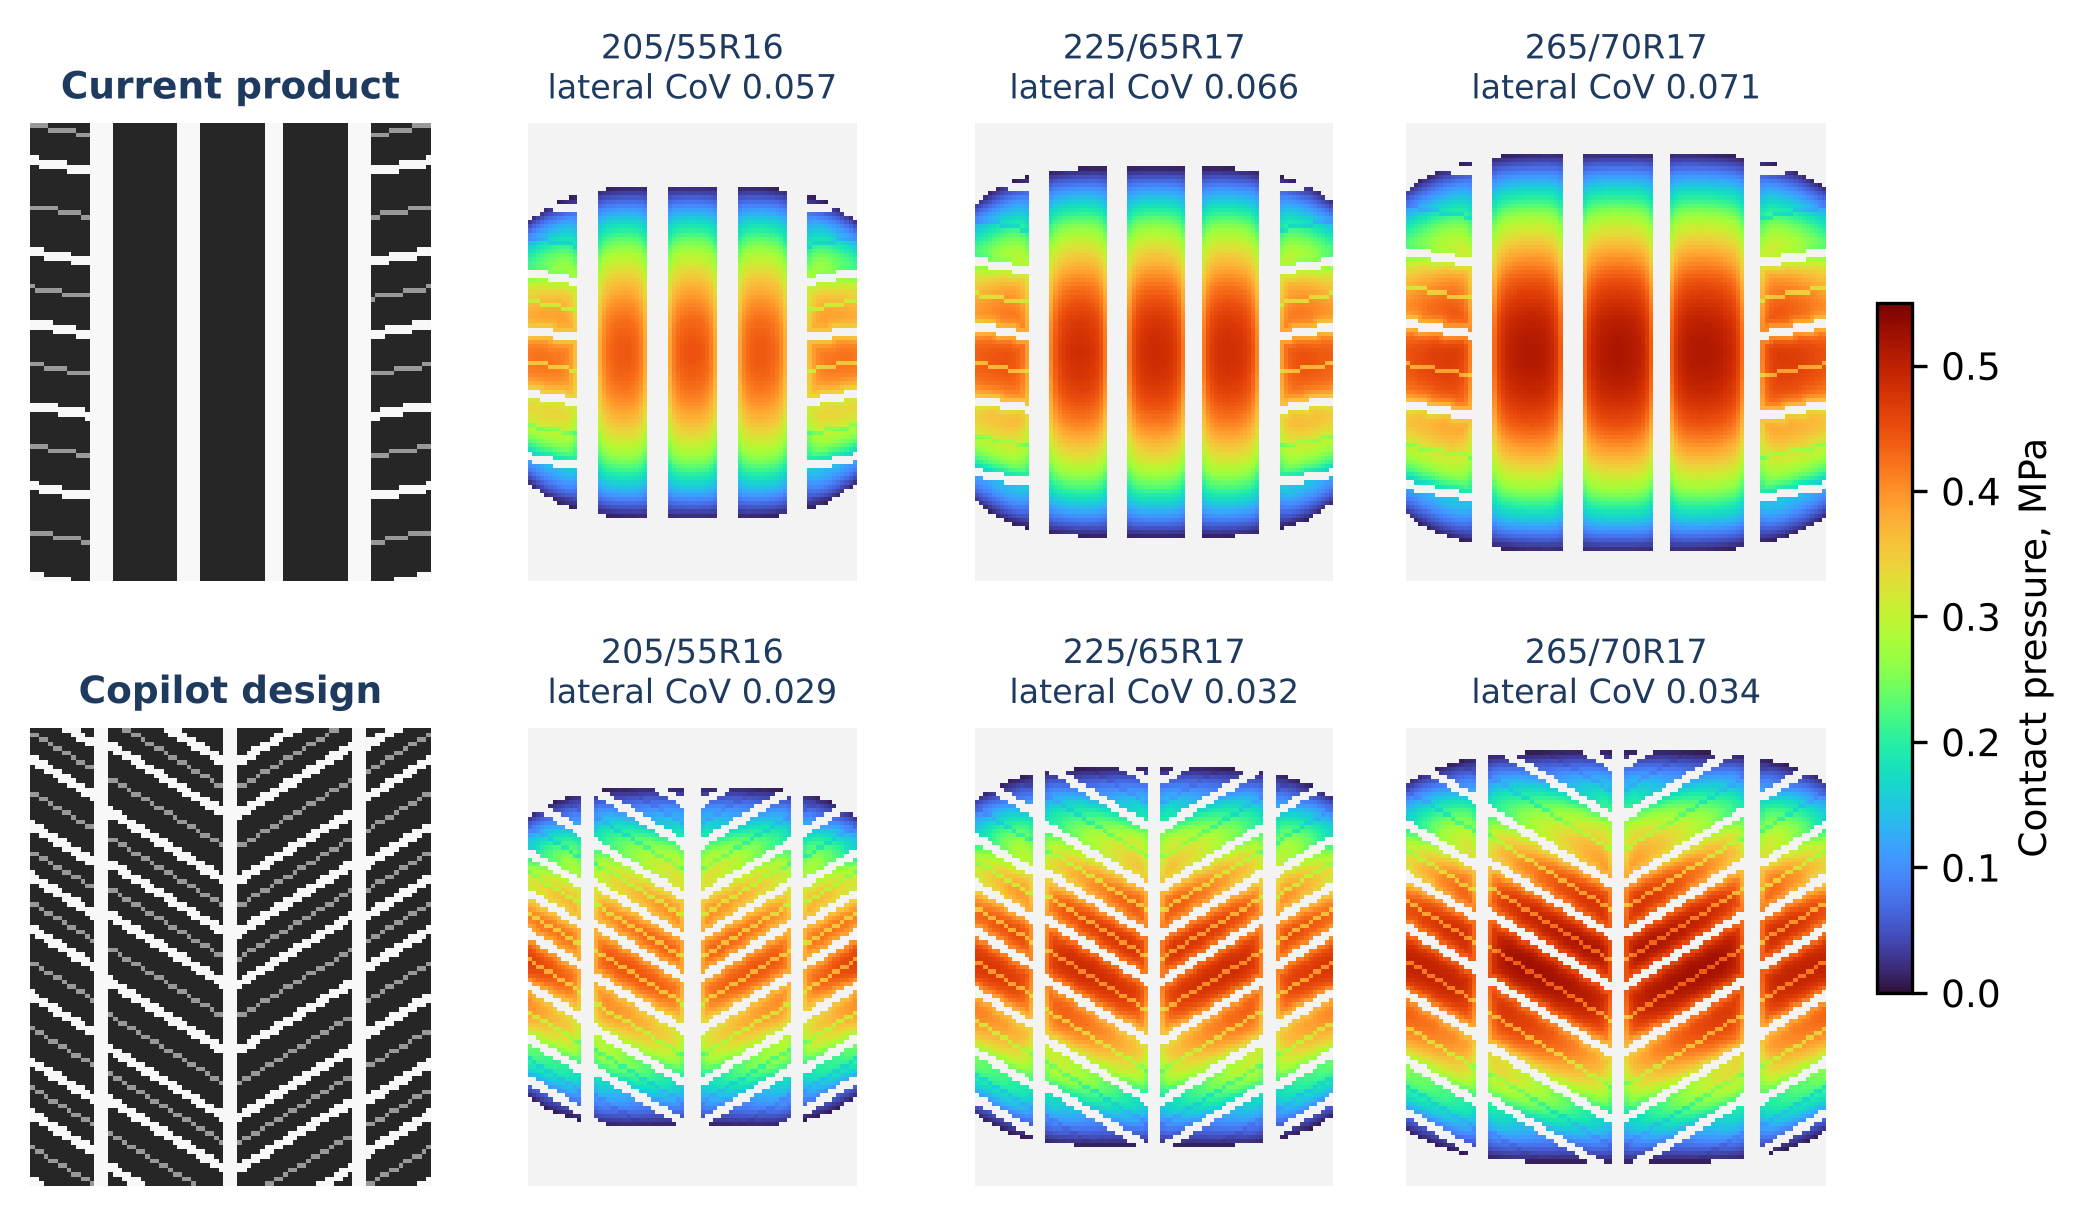 Current product
205/55R16
lateral CoV 0.057
225/65R17
lateral CoV 0.066
265/70R17
lateral CoV 0.071
Copilot design
205/55R16
lateral CoV 0.029
225/65R17
lateral CoV 0.032
265/70R17
lateral CoV 0.034
0.5
0.4
0.3
0.2
0.1
0.0
Contact pressure, MPa